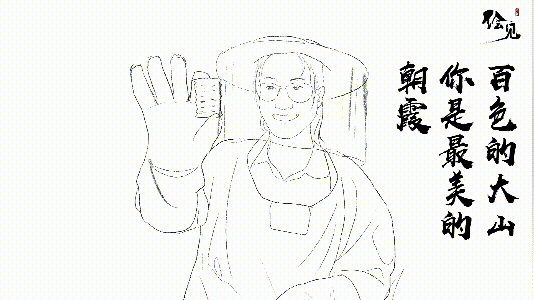 绘见
百色的大山
你是最美的
朝霞